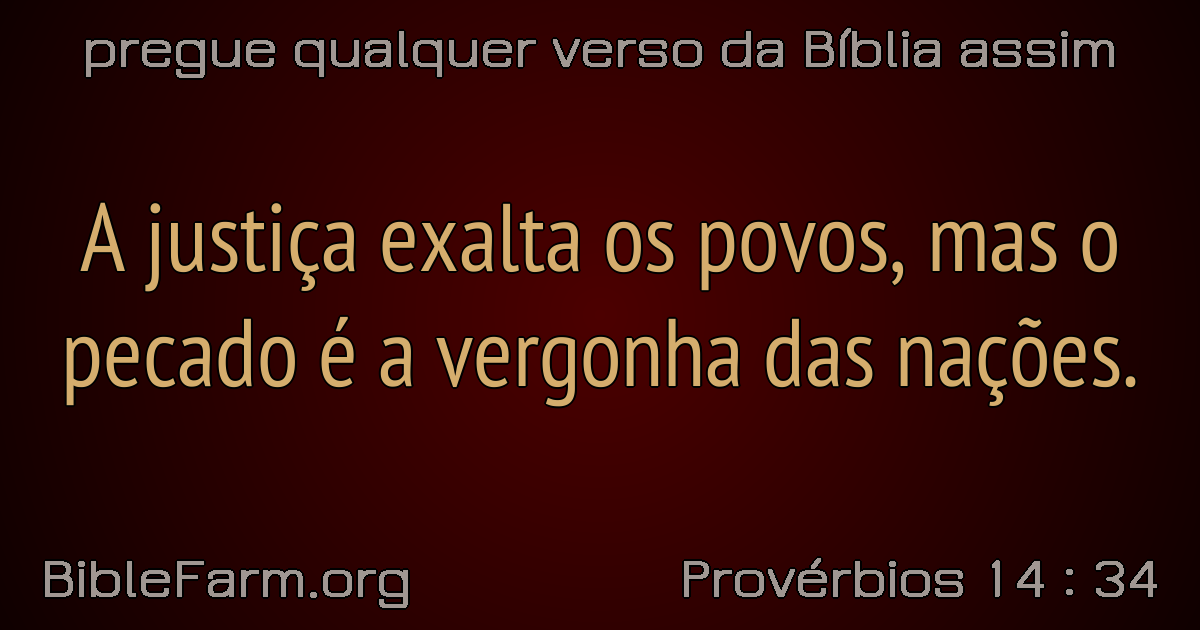 pregue qualquer verso da Bíblia assim
A justiça exalta os povos, mas o
pecado é a vergonha das nações.
BibleFarm.org
Provérbios 14 : 34